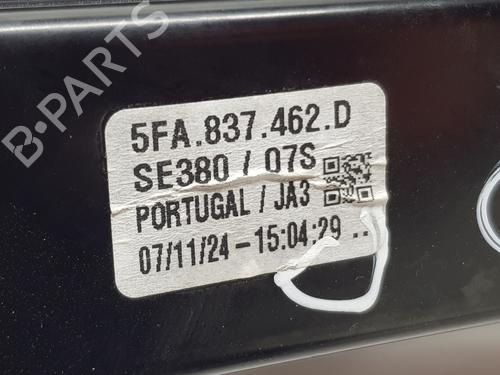 5FA.837.462.D
SE380 / 07S
PORTUGAL / JA3
07/11/24-15:04:29 ..
B-PARTS